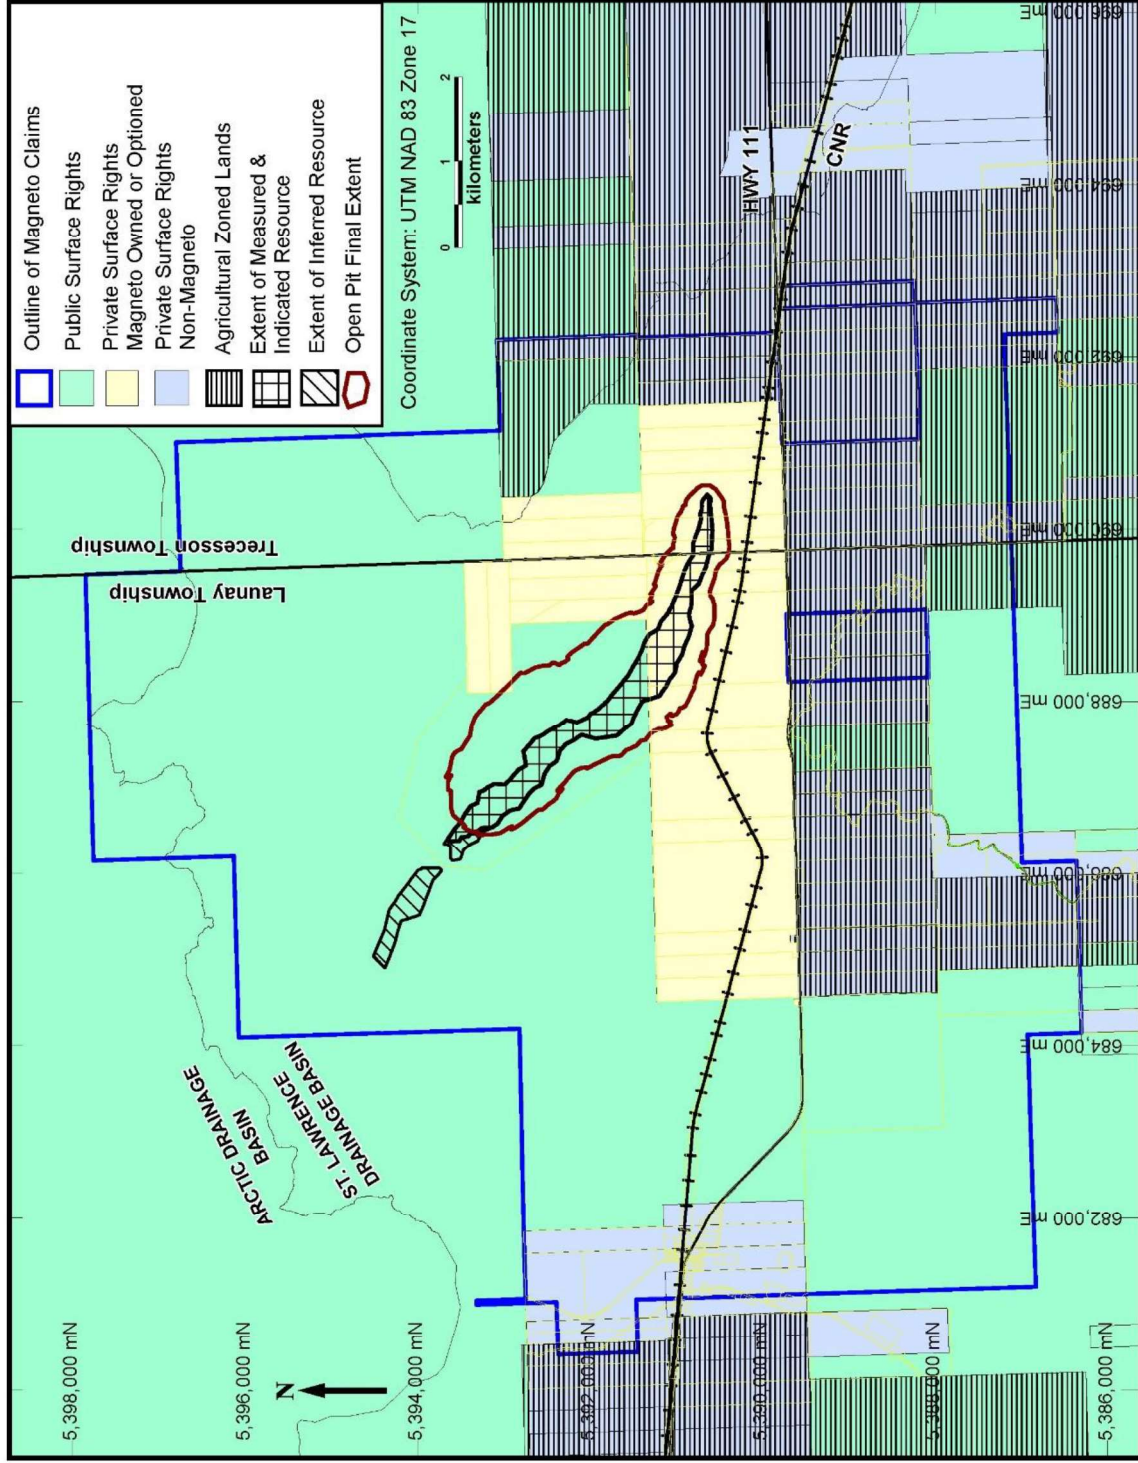 Outline of Magneto Claims
Public Surface Rights
Private Surface Rights
Magneto Owned or Optioned
Private Surface Rights
Non-Magneto
Agricultural Zoned Lands
Extent of Measured &
Indicated Resource
Extent of Inferred Resource
Open Pit Final Extent
Coordinate System: UTM NAD 83 Zone 17
0 1 2
kilometers
Launay Township
Trecesson Township
ARCTIC DRAINAGE
BASIN
ST. LAWRENCE
DRAINAGE BASIN
HWY 111
CNR
N
5,398,000 mN
5,396,000 mN
5,394,000 mN
5,392,000 mN
5,390,000 mN
5,388,000 mN
5,386,000 mN
682,000 mE
684,000 mE
686,000 mE
688,000 mE
690,000 mE
692,000 mE
694,000 mE
696,000 mE